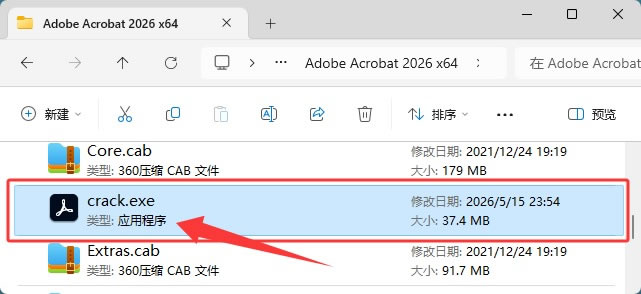 Adobe Acrobat 2026 x64
Adobe Acrobat 2026 x64
在 Adobe Acrobat
新建
排序
预览
Core.cab
修改日期: 2021/12/24 19:19
类型: 360压缩 CAB 文件
大小: 179 MB
crack.exe
修改日期: 2026/5/15 23:54
类型: 应用程序
大小: 37.4 MB
Extras.cab
修改日期: 2021/12/24 19:19
类型: 360压缩 CAB 文件
大小: 91.7 MB